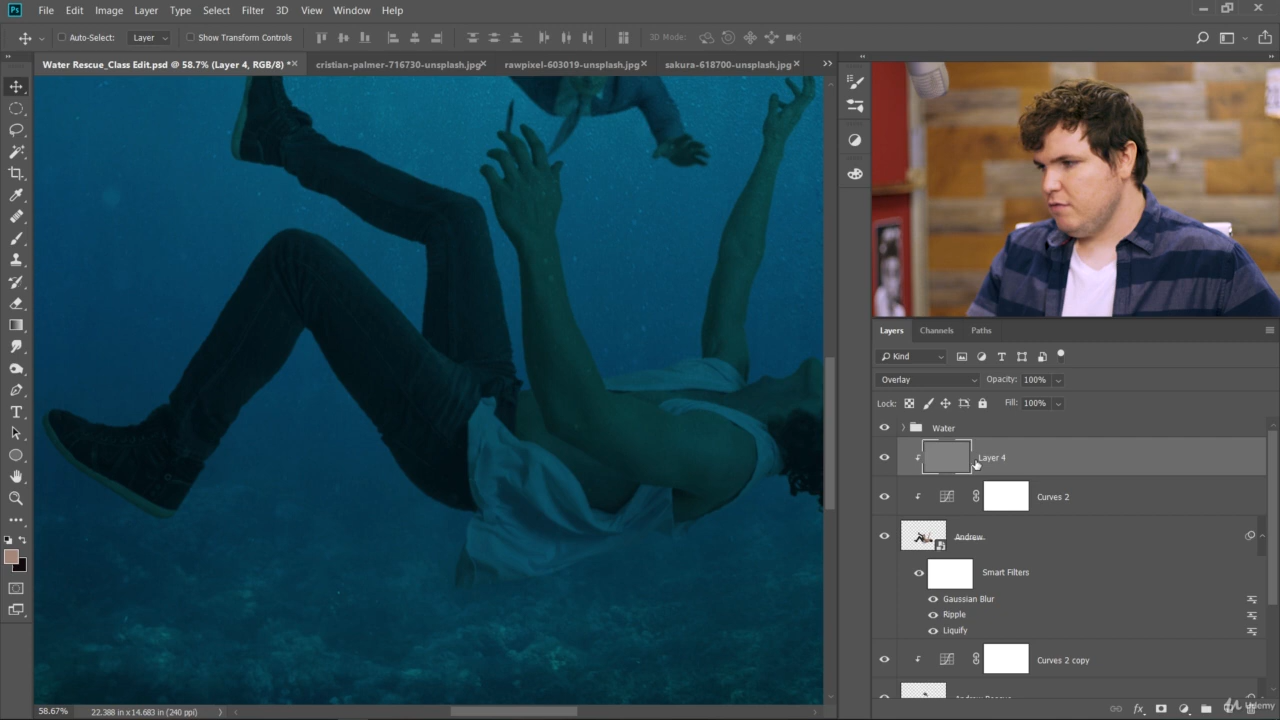 Ps File Edit Image Layer Type Select Filter 3D View Window Help
Auto-Select: Layer Show Transform Controls 3D Mode:
Water Rescue_Class Edit.psd @ 58.7% (Layer 4, RGB/8) * cristian-palmer-716730-unsplash.jpg rawpixel-603019-unsplash.jpg sakura-618700-unsplash.jpg
Layers Channels Paths
Kind
Overlay Opacity: 100%
Lock: Fill: 100%
Water
Layer 4
Curves 2
Andrew
Smart Filters
Gaussian Blur
Ripple
Liquify
Curves 2 copy
Andrew Rescue
58.67% 22.388 in x 14.683 in (240 ppi)
Udemy